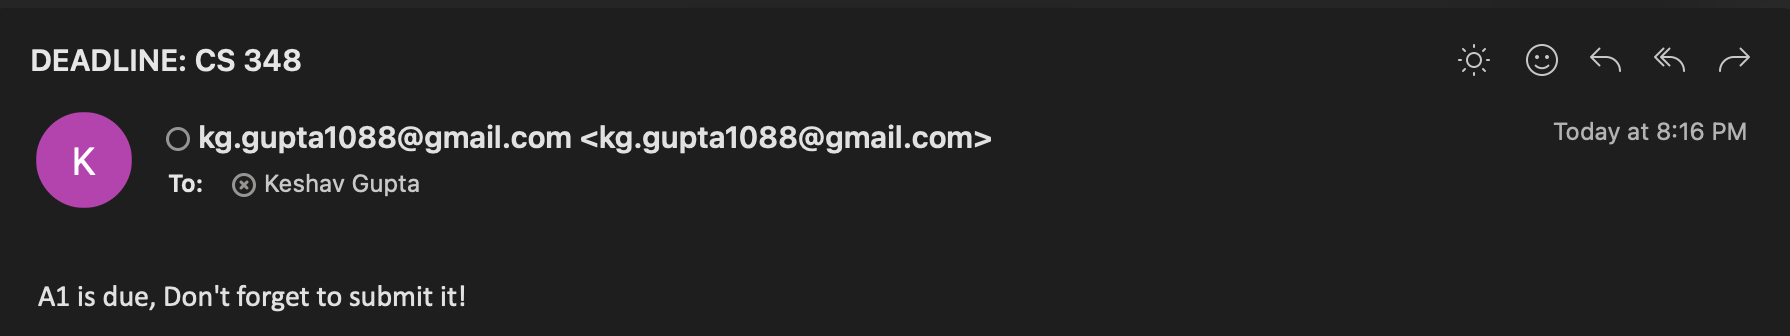 DEADLINE: CS 348
K
kg.gupta1088@gmail.com <kg.gupta1088@gmail.com>
Today at 8:16 PM
To: Keshav Gupta
A1 is due, Don't forget to submit it!